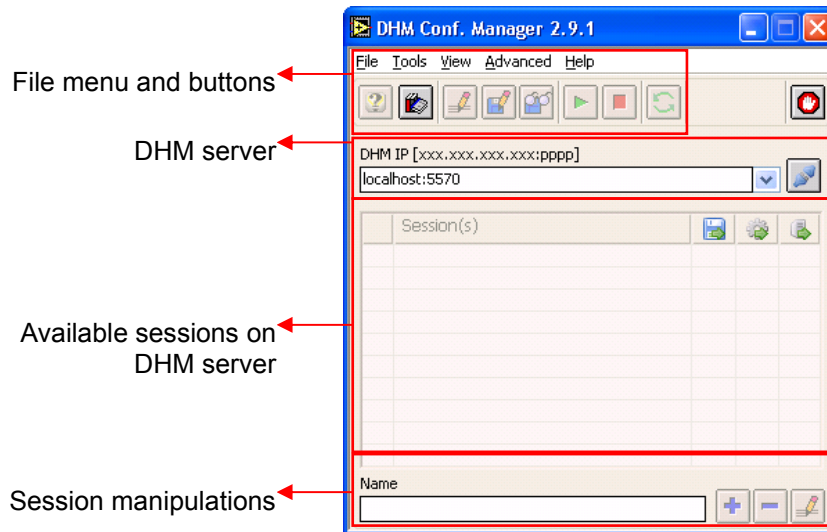 DHM Conf. Manager 2.9.1
File Tools View Advanced Help
File menu and buttons
DHM server
DHM IP [xxx.xxx.xxx.xxx:pppp]
localhost:5570
Session(s)
Available sessions on
DHM server
Name
Session manipulations